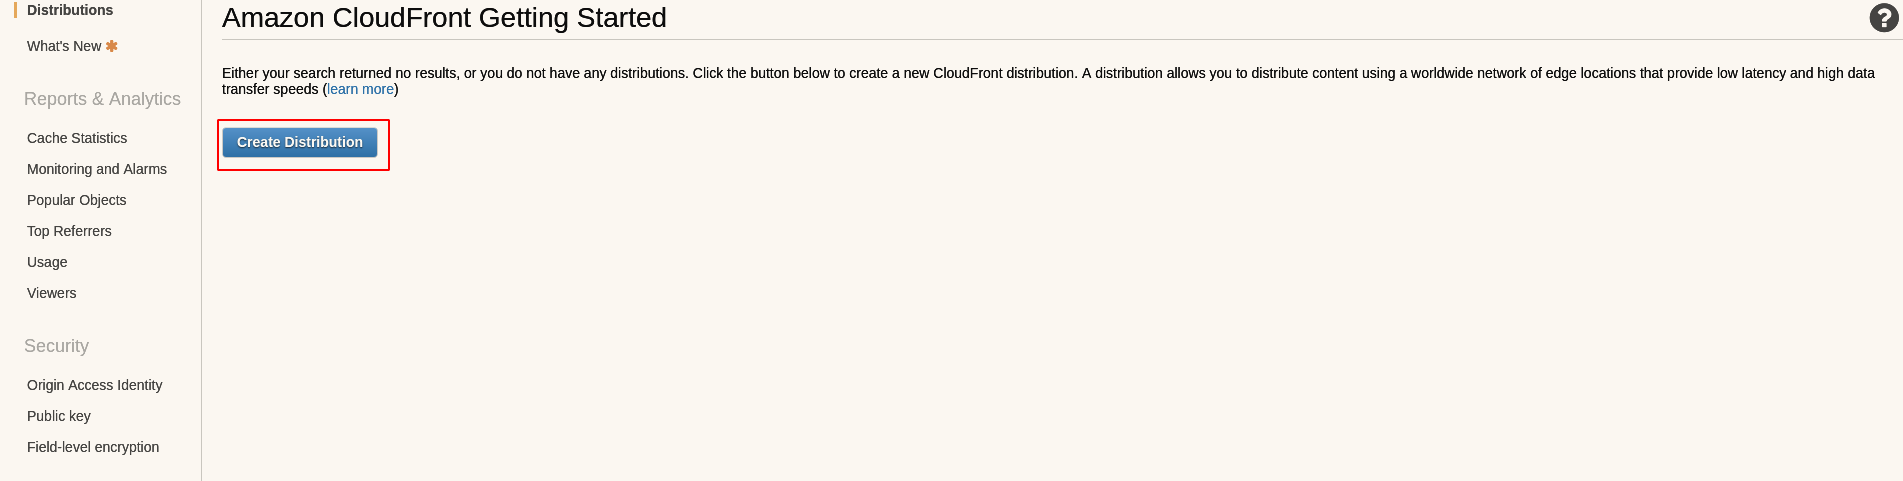 Distributions
What's New
Reports & Analytics
Cache Statistics
Monitoring and Alarms
Popular Objects
Top Referrers
Usage
Viewers
Security
Origin Access Identity
Public key
Field-level encryption
Amazon CloudFront Getting Started
Either your search returned no results, or you do not have any distributions. Click the button below to create a new CloudFront distribution. A distribution allows you to distribute content using a worldwide network of edge locations that provide low latency and high data
transfer speeds (learn more)
Create Distribution
?